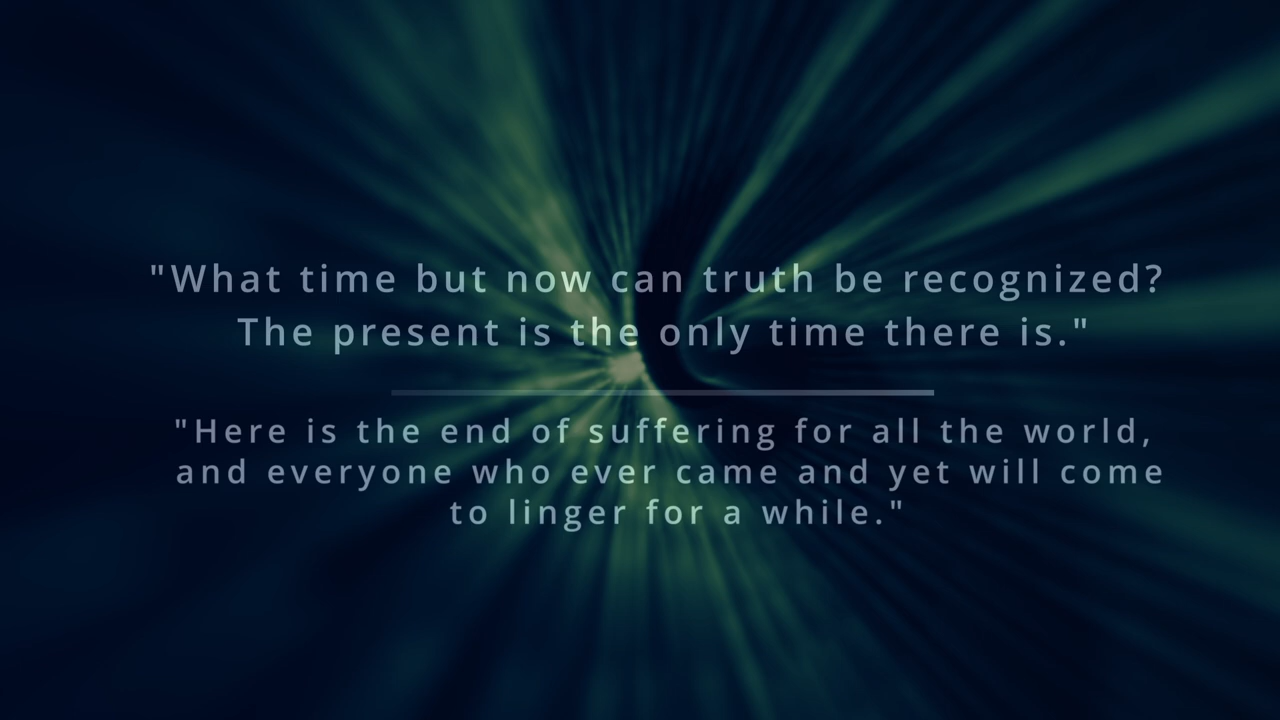 "What time but now can truth be recognized?
The present is the only time there is."
"Here is the end of suffering for all the world,
and everyone who ever came and yet will come
to linger for a while."